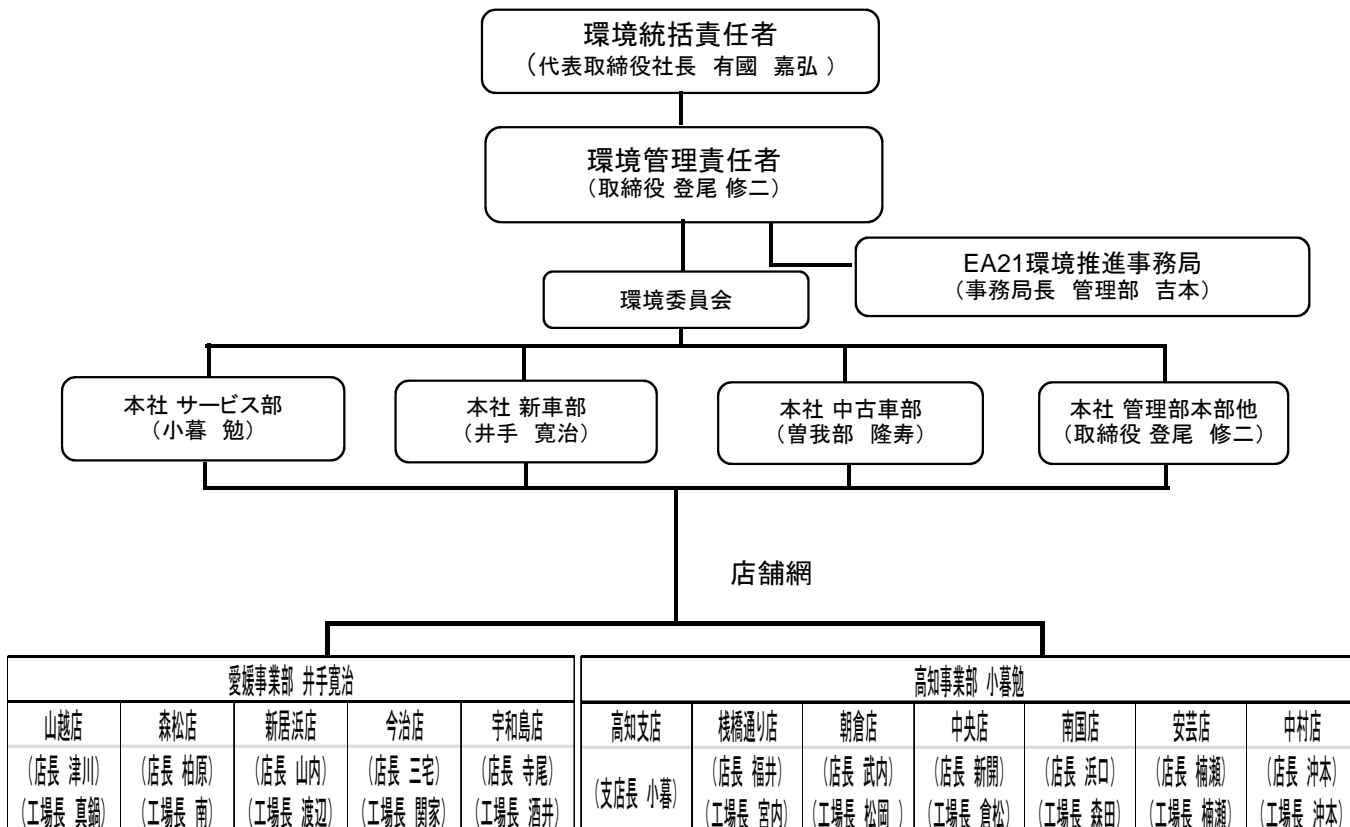 環境統括責任者
(代表取締役社長 有國 嘉弘 )
環境管理責任者
(取締役 登尾 修二)
EA21環境推進事務局
(事務局長 管理部 吉本)
環境委員会
本社 サービス部
(小暮 勉)
本社 新車部
(井手 寛治)
本社 中古車部
(曽我部 隆寿)
本社 管理部本部他
(取締役 登尾 修二)
店舗網
愛媛事業部 井手寛治
山越店 森松店 新居浜店 今治店 宇和島店
(店長 津川) (店長 柏原) (店長 山内) (店長 三宅) (店長 寺尾)
(工場長 真鍋) (工場長 南) (工場長 渡辺) (工場長 関家) (工場長 酒井)
高知事業部 小暮勉
高知支店 桟橋通り店 朝倉店 中央店 南国店 安芸店 中村店
(支店長 小暮) (店長 福井) (店長 武内) (店長 新開) (店長 浜口) (店長 楠瀬) (店長 沖本)
(工場長 宮内) (工場長 松岡 ) (工場長 倉松) (工場長 森田) (工場長 楠瀬) (工場長 沖本)